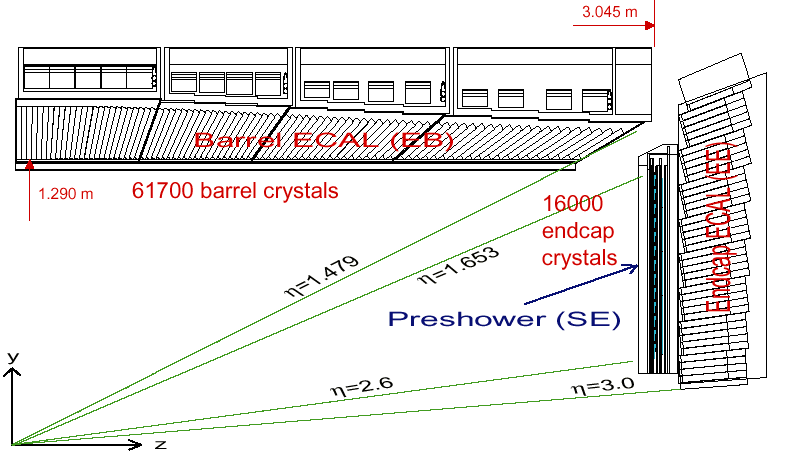 3.045 m
Barrel ECAL (EB)
1.290 m
61700 barrel crystals
16000
endcap
crystals
Endcap ECAL (EE)
η=1.479
η=1.653
Preshower (SE)
y
η=2.6
η=3.0
z